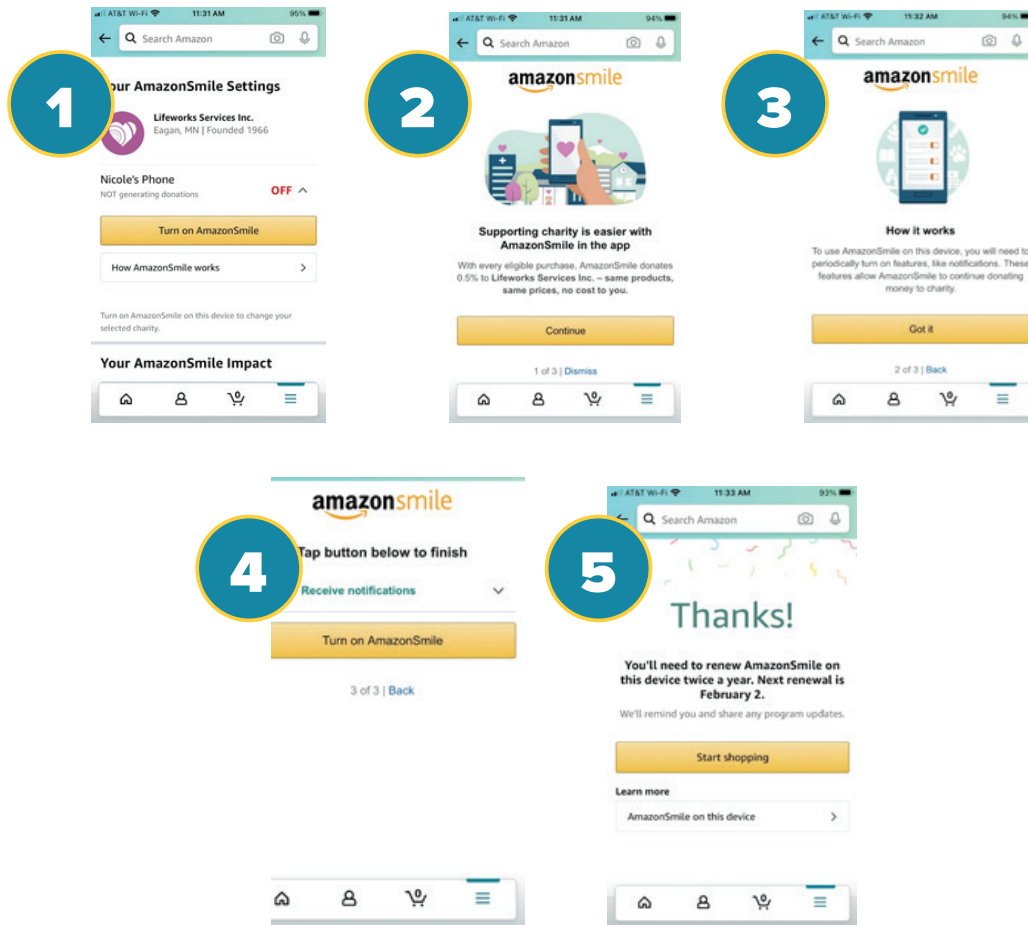 AT&T Wi-Fi 11:31 AM 95%
Search Amazon
1
our AmazonSmile Settings
Lifeworks Services Inc.
Eagan, MN | Founded 1966
Nicole's Phone
NOT generating donations
OFF
Turn on AmazonSmile
How AmazonSmile works
Turn on AmazonSmile on this device to change your
selected charity.
Your AmazonSmile Impact
0
AT&T Wi-Fi 11:31 AM 94%
Search Amazon
2
amazonsmile
Supporting charity is easier with
AmazonSmile in the app
With every eligible purchase, AmazonSmile donates
0.5% to Lifeworks Services Inc. – same products,
same prices, no cost to you.
Continue
1 of 3 | Dismiss
0
AT&T Wi-Fi 11:32 AM 94%
Search Amazon
3
amazonsmile
How it works
To use AmazonSmile on this device, you will need to
periodically turn on features, like notifications. These
features allow AmazonSmile to continue donating
money to charity.
Got it
2 of 3 | Back
0
4
amazonsmile
Tap button below to finish
Receive notifications
Turn on AmazonSmile
3 of 3 | Back
0
AT&T Wi-Fi 11:33 AM 93%
Search Amazon
5
Thanks!
You'll need to renew AmazonSmile on
this device twice a year. Next renewal is
February 2.
We'll remind you and share any program updates.
Start shopping
Learn more
AmazonSmile on this device
0